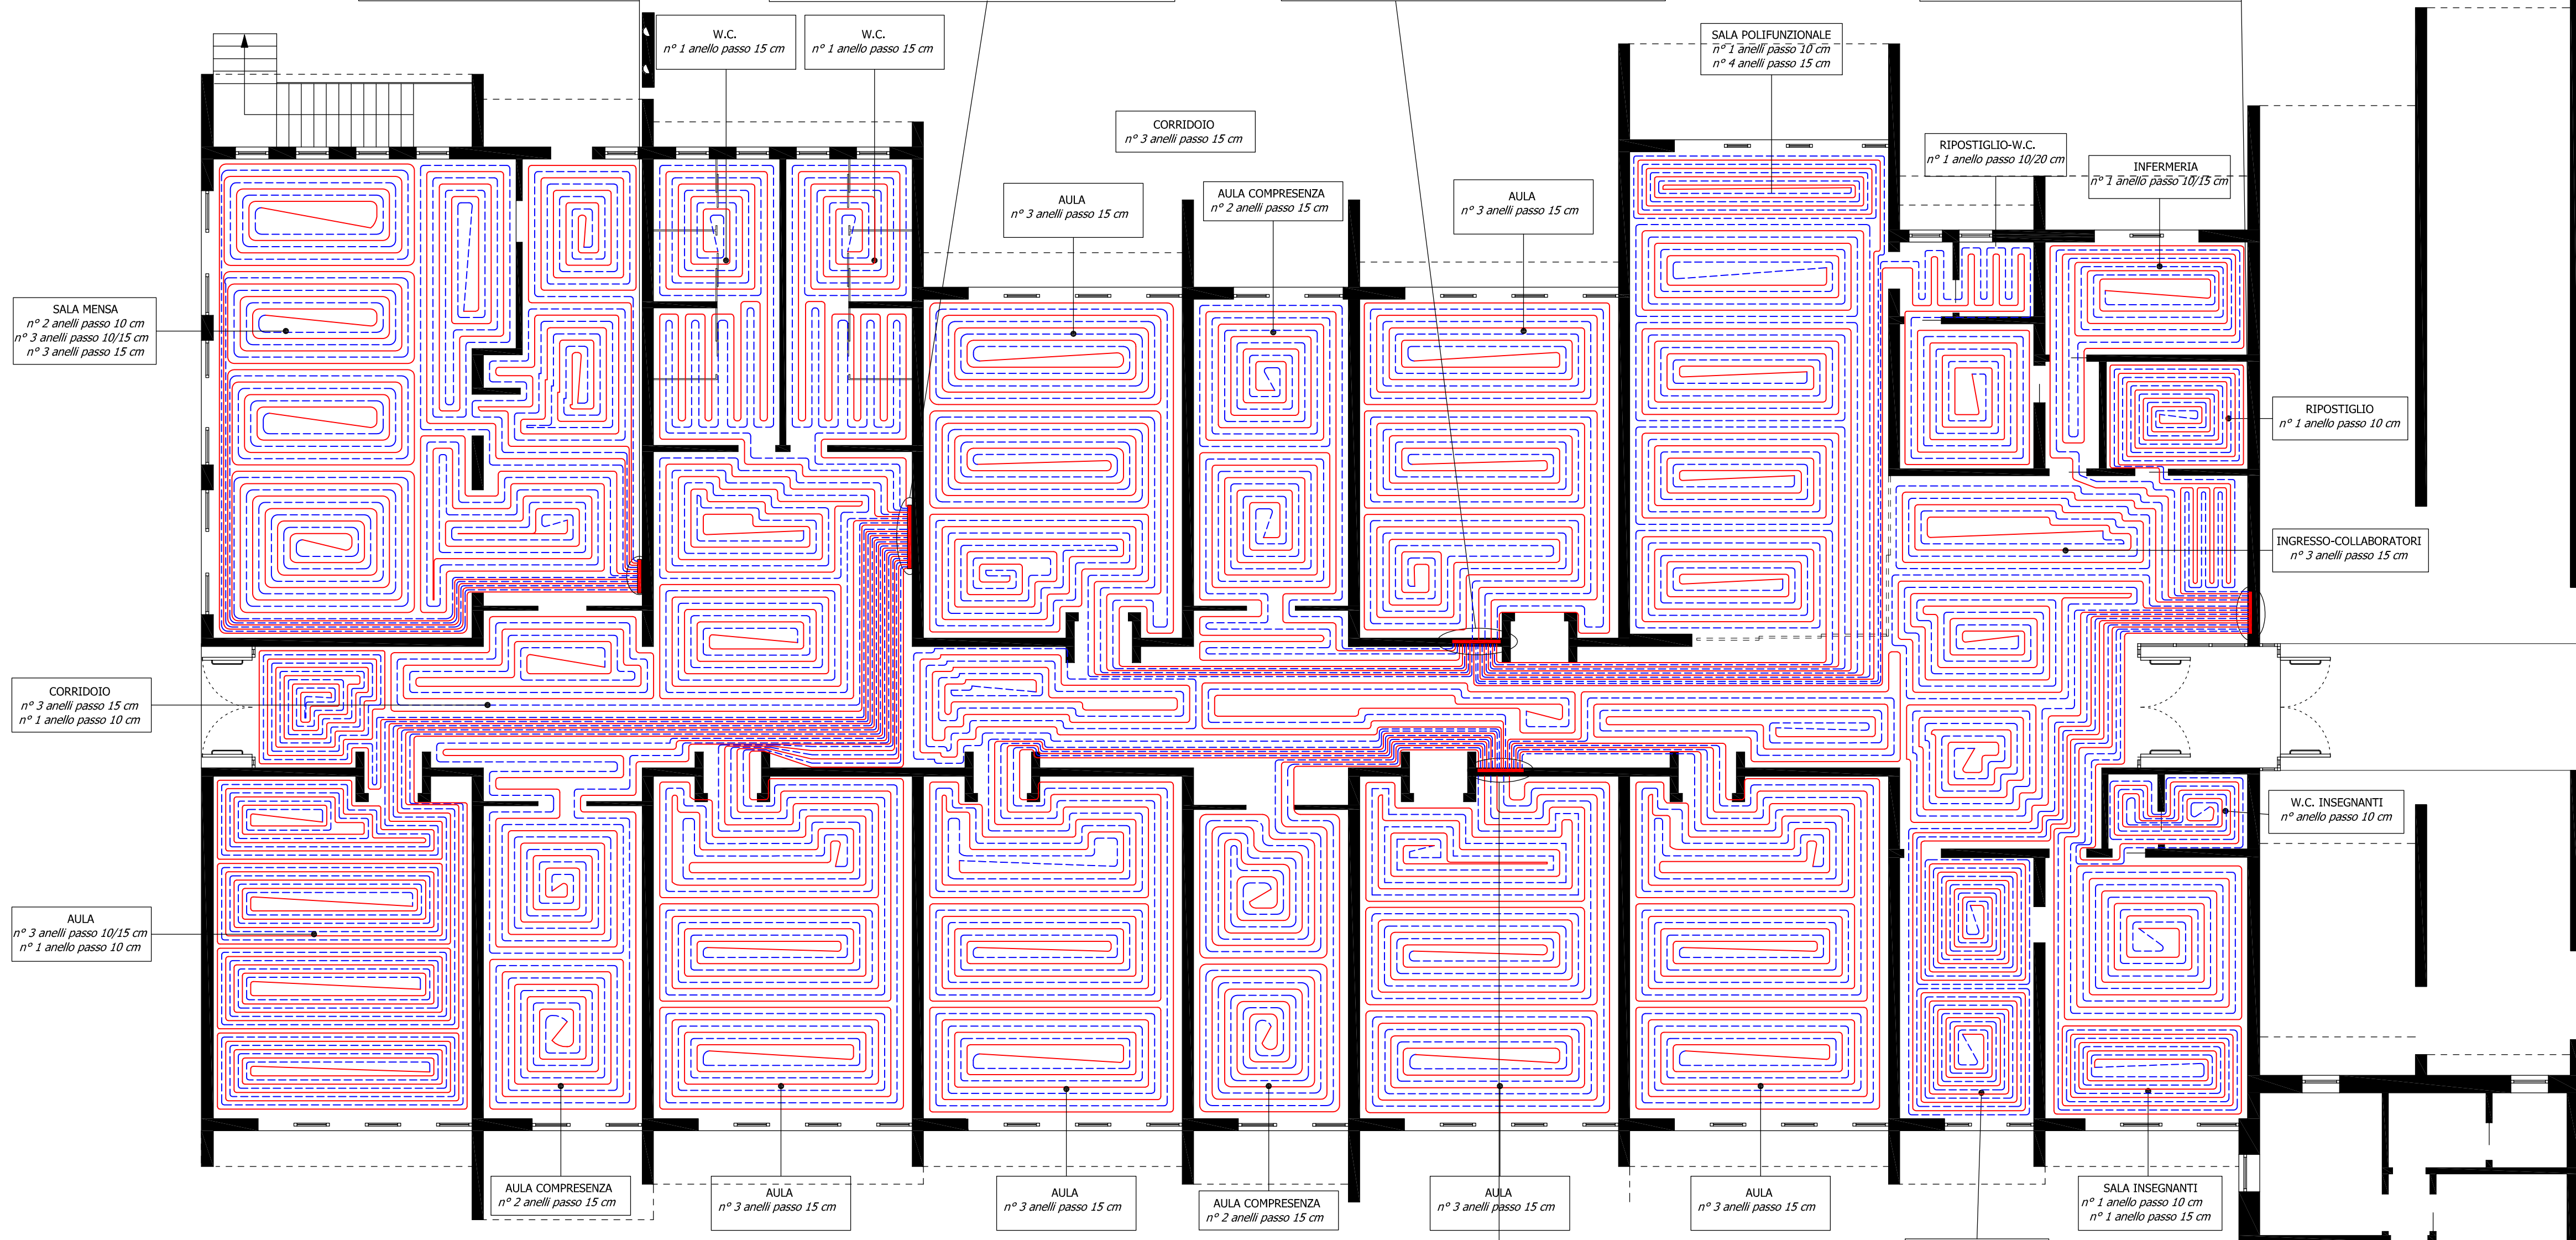 W.C.
n° 1 anello passo 15 cm
W.C.
n° 1 anello passo 15 cm
SALA POLIFUNZIONALE
n° 1 anelli passo 10 cm
n° 4 anelli passo 15 cm
CORRIDOIO
n° 3 anelli passo 15 cm
RIPOSTIGLIO-W.C.
n° 1 anello passo 10/20 cm
INFERMERIA
n° 1 anello passo 10/15 cm
AULA
n° 3 anelli passo 15 cm
AULA COMPRESENZA
n° 2 anelli passo 15 cm
AULA
n° 3 anelli passo 15 cm
SALA MENSA
n° 2 anelli passo 10 cm
n° 3 anelli passo 10/15 cm
n° 3 anelli passo 15 cm
RIPOSTIGLIO
n° 1 anello passo 10 cm
INGRESSO-COLLABORATORI
n° 3 anelli passo 15 cm
CORRIDOIO
n° 3 anelli passo 15 cm
n° 1 anello passo 10 cm
W.C. INSEGNANTI
n° anello passo 10 cm
AULA
n° 3 anelli passo 10/15 cm
n° 1 anello passo 10 cm
AULA COMPRESENZA
n° 2 anelli passo 15 cm
AULA
n° 3 anelli passo 15 cm
AULA
n° 3 anelli passo 15 cm
AULA COMPRESENZA
n° 2 anelli passo 15 cm
AULA
n° 3 anelli passo 15 cm
AULA
n° 3 anelli passo 15 cm
SALA INSEGNANTI
n° 1 anello passo 10 cm
n° 1 anello passo 15 cm